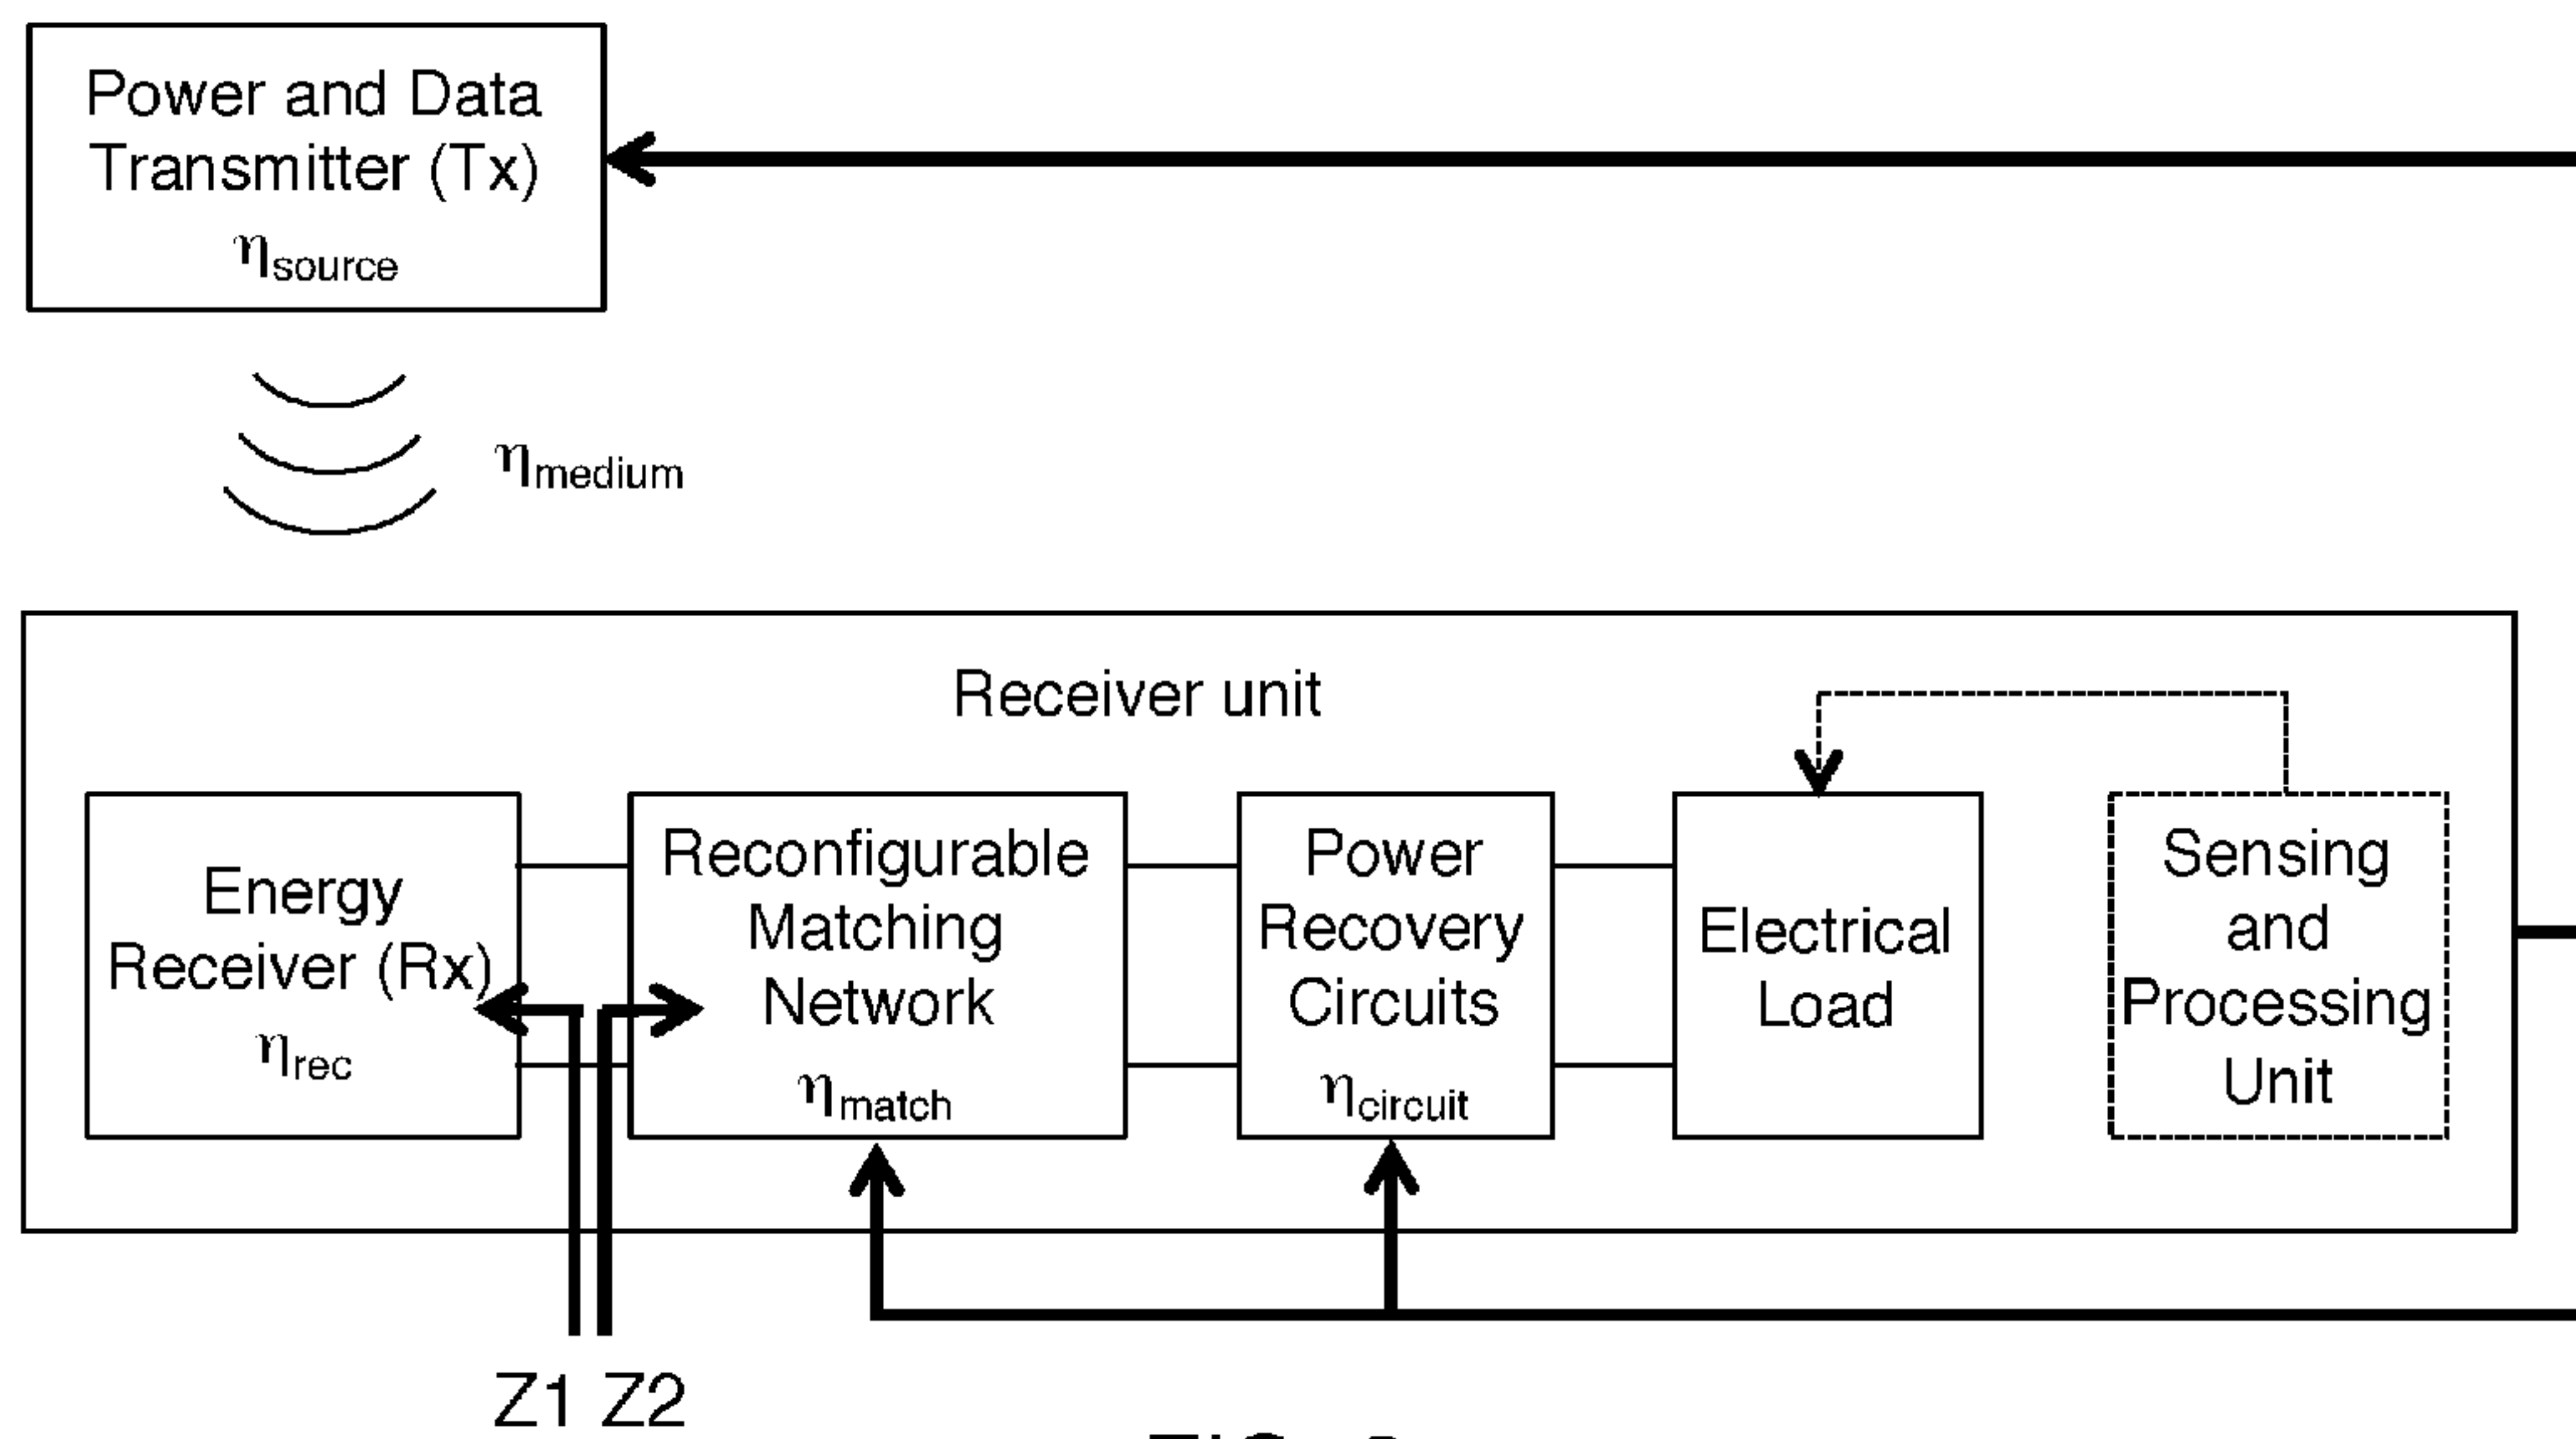 Power and Data
Transmitter (Tx)
ηsource
ηmedium
Receiver unit
Energy
Receiver (Rx)
ηrec
Reconfigurable
Matching
Network
ηmatch
Power
Recovery
Circuits
ηcircuit
Electrical
Load
Sensing
and
Processing
Unit
Z1 Z2